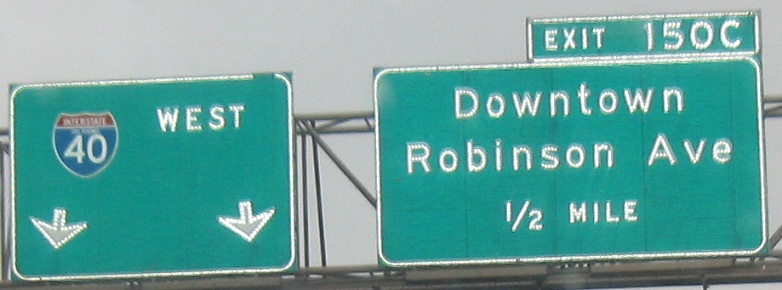 INTERSTATE
40
WEST
EXIT 150C
Downtown
Robinson Ave
1/2 MILE